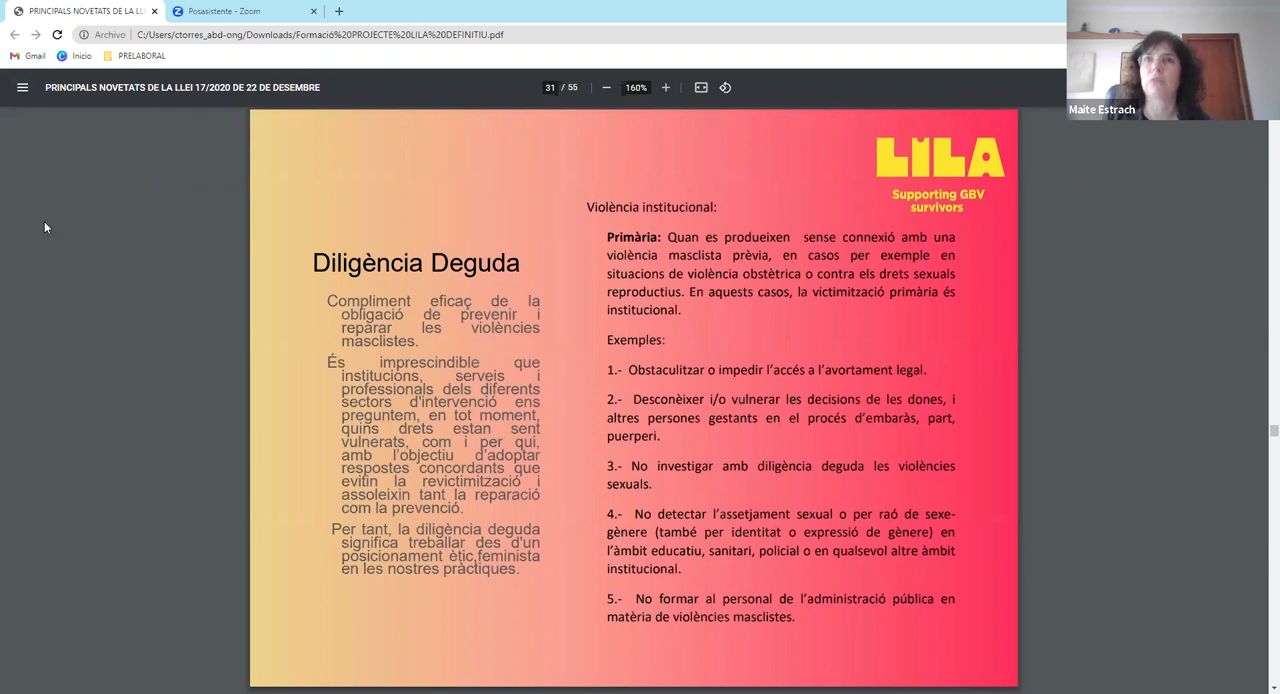 PRINCIPALS NOVETATS DE LA LLEI
Posasistente - Zoom
Archivo
C:/Users/ctorres_abd-ong/Downloads/Formació%20PROJECTE%20LILA%20DEFINITIU.pdf
Gmail
Inicio
PRELABORAL
PRINCIPALS NOVETATS DE LA LLEI 17/2020 DE 22 DE DESEMBRE
31 / 55
160%
Maite Estrach
LILA
Supporting GBV
survivors
Diligència Deguda
Compliment eficaç de la
obligació de prevenir i
reparar les violències
masclistes.
És imprescindible que
institucions, serveis i
professionals dels diferents
sectors d'intervenció ens
preguntem, en tot moment,
quins drets estan sent
vulnerats, com i per qui,
amb l'objectiu d'adoptar
respostes concordants que
evitin la revictimització i
assoleixin tant la reparació
com la prevenció.
Per tant, la diligència deguda
significa treballar des d'un
posicionament ètic,feminista
en les nostres pràctiques.
Violència institucional:
Primària: Quan es produeixen sense connexió amb una
violència masclista prèvia, en casos per exemple en
situacions de violència obstètrica o contra els drets sexuals
reproductius. En aquests casos, la victimització primària és
institucional.
Exemples:
1.- Obstaculitzar o impedir l'accés a l'avortament legal.
2.- Desconèixer i/o vulnerar les decisions de les dones, i
altres persones gestants en el procés d'embaràs, part,
puerperi.
3.- No investigar amb diligència deguda les violències
sexuals.
4.- No detectar l'assetjament sexual o per raó de sexe-
gènere (també per identitat o expressió de gènere) en
l'àmbit educatiu, sanitari, policial o en qualsevol altre àmbit
institucional.
5.- No formar al personal de l'administració pública en
matèria de violències masclistes.